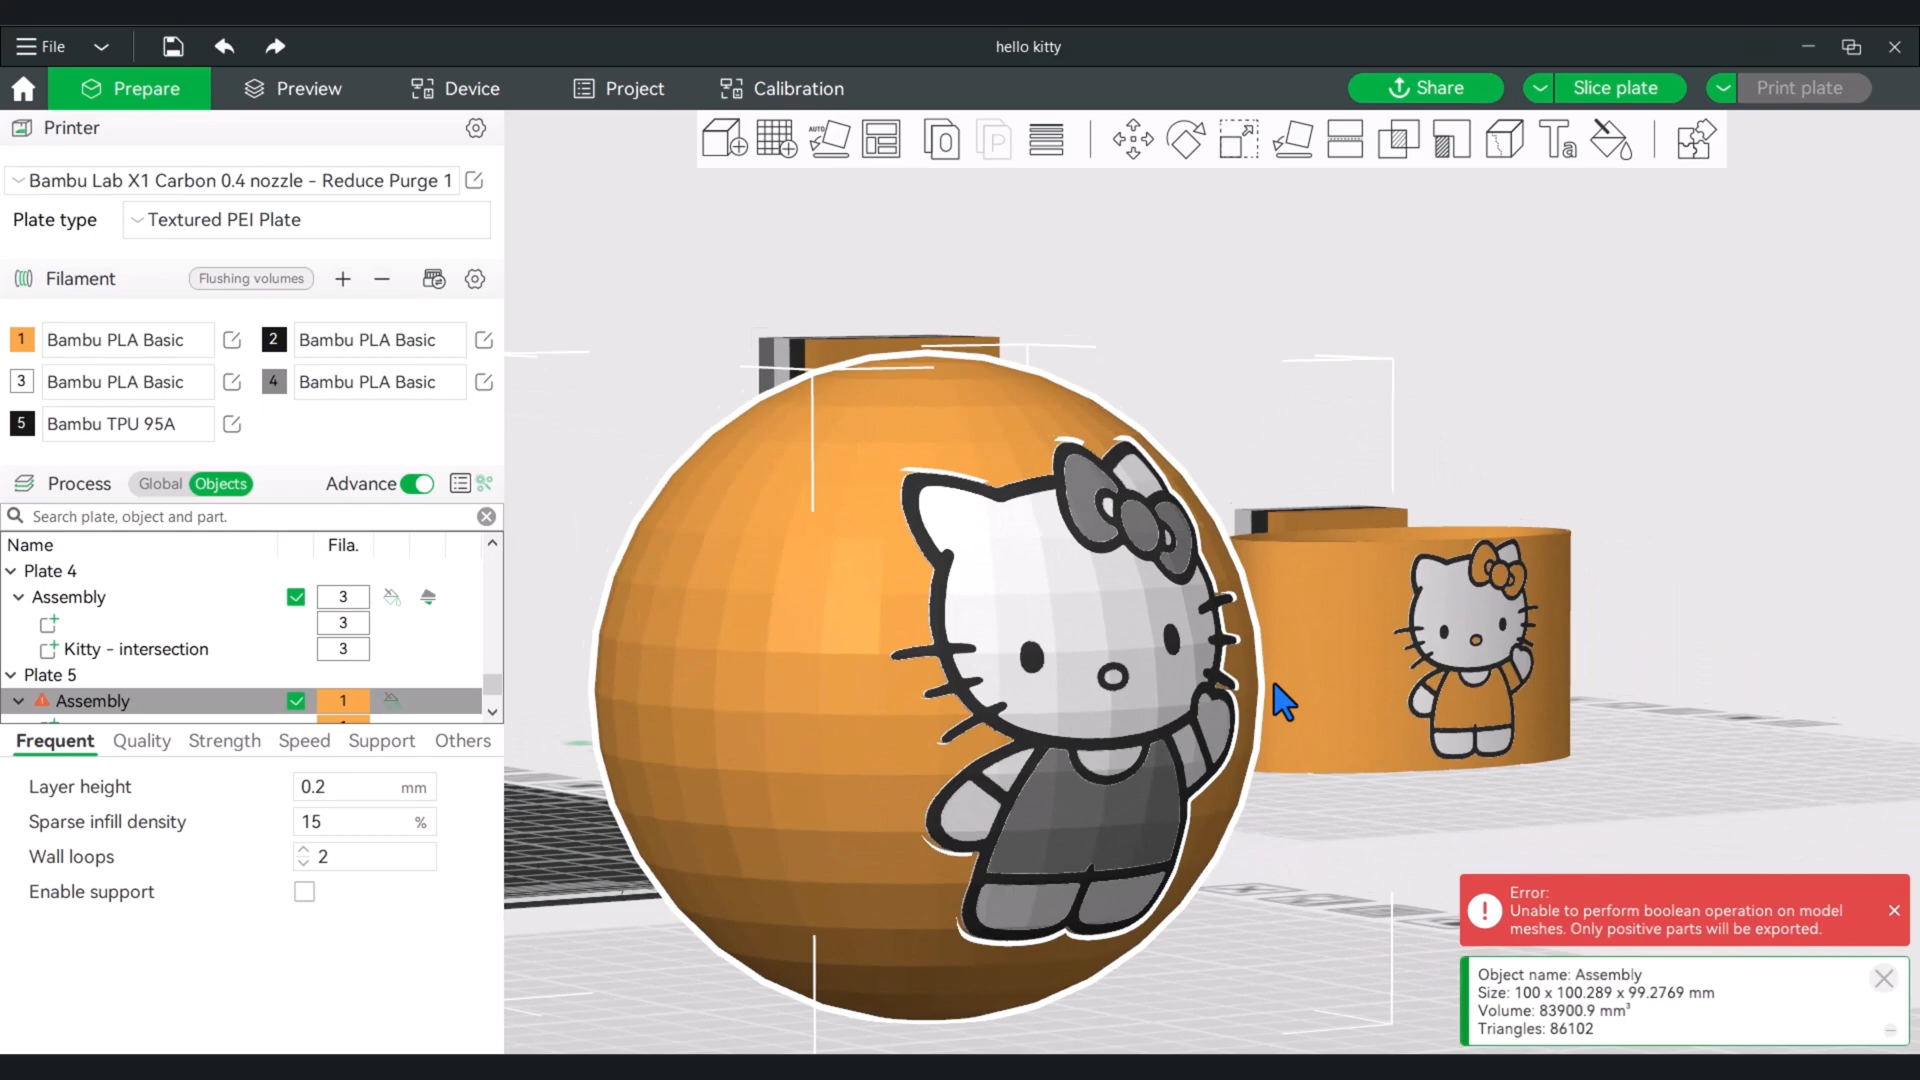 File
hello kitty
Prepare
Preview
Device
Project
Calibration
Share
Slice plate
Print plate
Printer
Bambu Lab X1 Carbon 0.4 nozzle - Reduce Purge 1
Plate type
Textured PEI Plate
Filament
Flushing volumes
1
Bambu PLA Basic
2
Bambu PLA Basic
3
Bambu PLA Basic
4
Bambu PLA Basic
5
Bambu TPU 95A
Process
Global
Objects
Advance
Search plate, object and part.
Name
Fila.
Plate 4
Assembly
3
3
Kitty - intersection
3
Plate 5
Assembly
1
Frequent
Quality
Strength
Speed
Support
Others
Layer height
0.2
mm
Sparse infill density
15
%
Wall loops
2
Enable support
AUTO
O
P
Ta
Error:
Unable to perform boolean operation on model
meshes. Only positive parts will be exported.
Object name: Assembly
Size: 100 x 100.289 x 99.2769 mm
Volume: 83900.9 mm³
Triangles: 86102